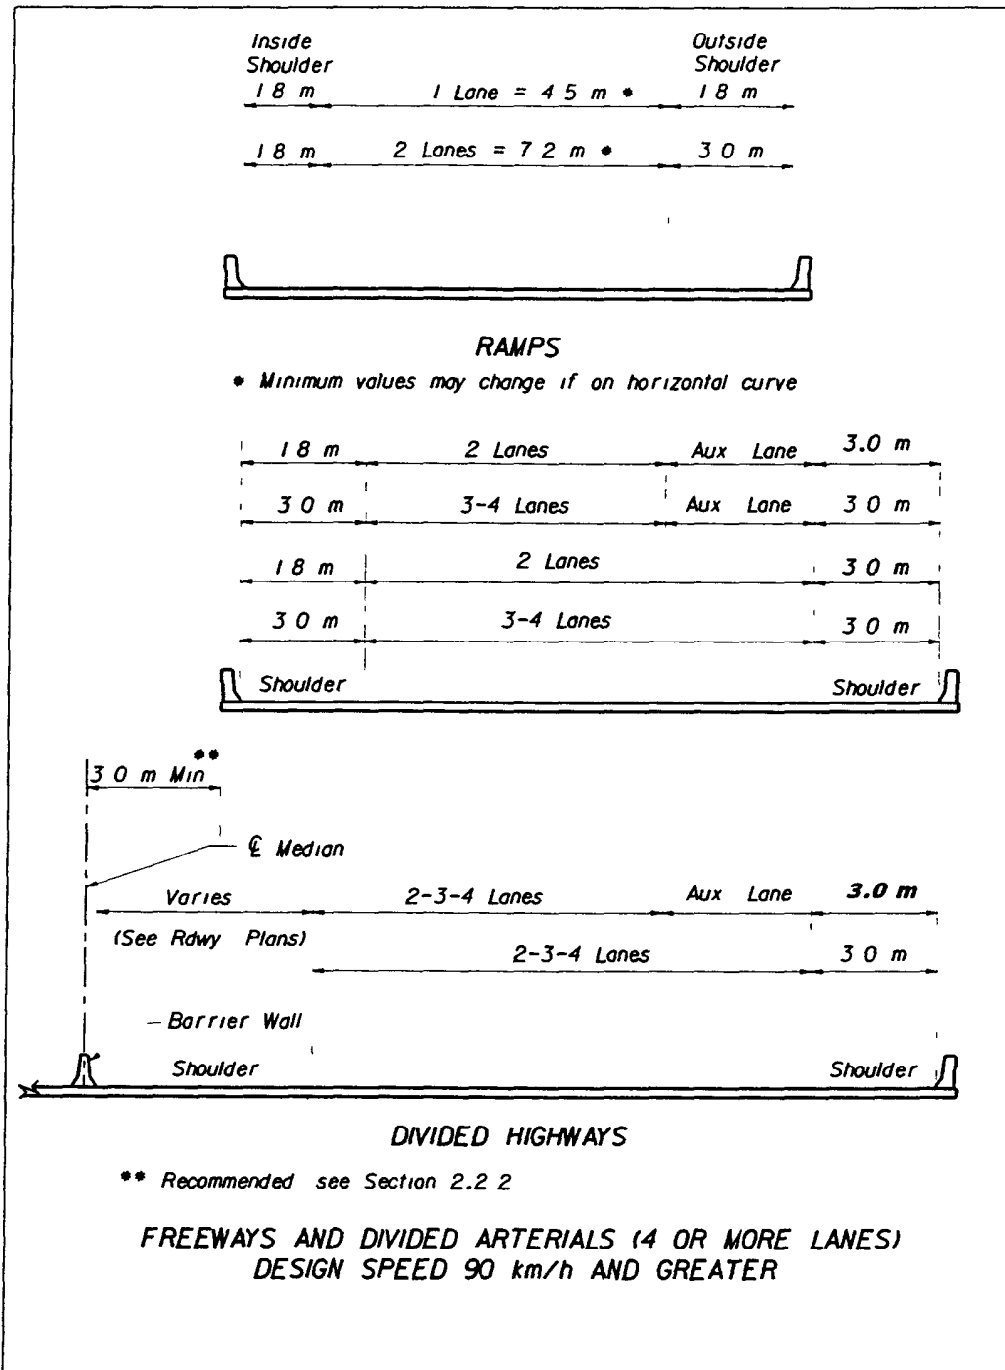 Inside Shoulder
Outside Shoulder
1 8 m
1 Lane = 4 5 m *
1 8 m
1 8 m
2 Lanes = 7 2 m *
3 0 m
RAMPS
* Minimum values may change if on horizontal curve
1 8 m
2 Lanes
Aux Lane
3.0 m
3 0 m
3-4 Lanes
Aux Lane
3 0 m
1 8 m
2 Lanes
3 0 m
3 0 m
3-4 Lanes
3 0 m
Shoulder
Shoulder
3 0 m Min **
℄ Median
Varies
2-3-4 Lanes
Aux Lane
3.0 m
(See Rdwy Plans)
2-3-4 Lanes
3 0 m
Barrier Wall
Shoulder
Shoulder
DIVIDED HIGHWAYS
** Recommended see Section 2.2 2
FREEWAYS AND DIVIDED ARTERIALS (4 OR MORE LANES)
DESIGN SPEED 90 km/h AND GREATER